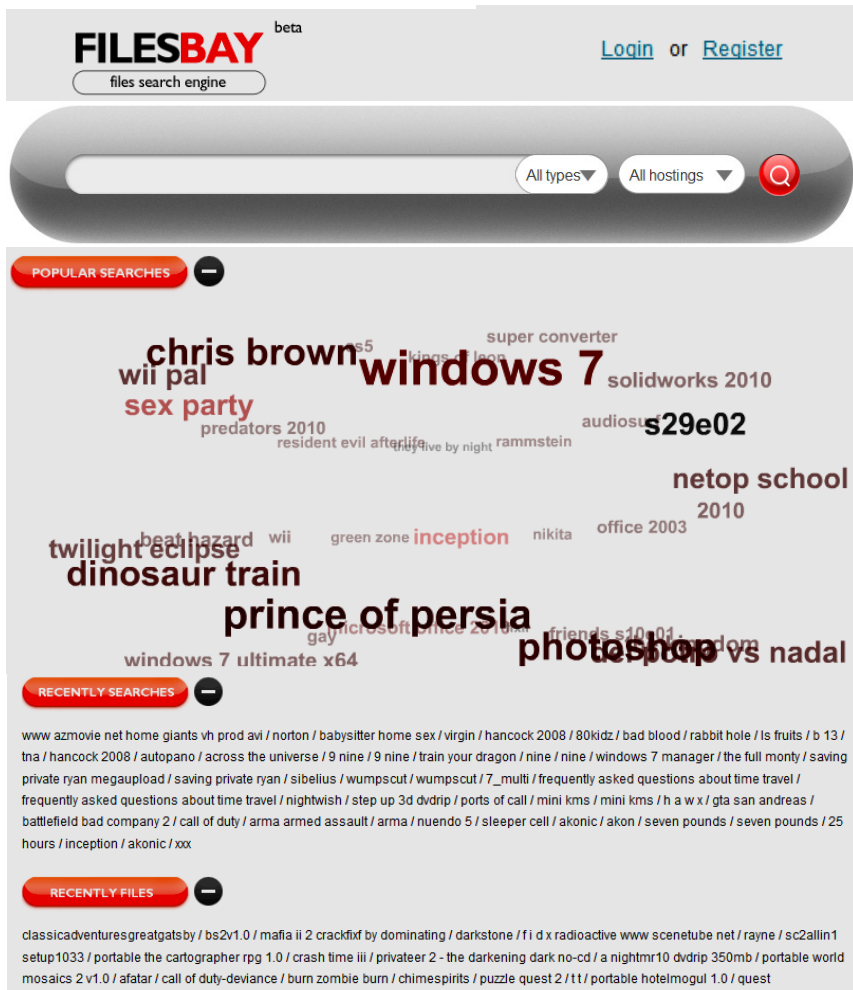 FILESBAY beta
files search engine
Login or Register
All types
All hostings
POPULAR SEARCHES
super converter
cs5
chris brown
kings of leon
windows 7
wii pal
solidworks 2010
sex party
audiosurf
s29e02
predators 2010
resident evil afterlife
they live by night
rammstein
netop school
2010
office 2003
beat hazard
wii
green zone
inception
nikita
twilight eclipse
dinosaur train
prince of persia
microsoft office 2010
gay
friends s10e01
photoshop
vs nadal
windows 7 ultimate x64
RECENTLY SEARCHES
www azmovie net home giants vh prod avi / norton / babysitter home sex / virgin / hancock 2008 / 80kidz / bad blood / rabbit hole / ls fruits / b 13 /
tna / hancock 2008 / autopano / across the universe / 9 nine / 9 nine / train your dragon / nine / nine / windows 7 manager / the full monty / saving
private ryan megaupload / saving private ryan / sibelius / wumpscut / wumpscut / 7_multi / frequently asked questions about time travel /
frequently asked questions about time travel / nightwish / step up 3d dvdrip / ports of call / mini kms / mini kms / h a w x / gta san andreas /
battlefield bad company 2 / call of duty / arma armed assault / arma / nuendo 5 / sleeper cell / akonic / akon / seven pounds / seven pounds / 25
hours / inception / akonic / xxx
RECENTLY FILES
classicadventuresgreatgatsby / bs2v1.0 / mafia ii 2 crackfixf by dominating / darkstone / f i d x radioactive www scenetube net / rayne / sc2allin1
setup1033 / portable the cartographer rpg 1.0 / crash time iii / privateer 2 - the darkening dark no-cd / a nightmr10 dvdrip 350mb / portable world
mosaics 2 v1.0 / afatar / call of duty-deviance / burn zombie burn / chimespirits / puzzle quest 2 / t t / portable hotelmogul 1.0 / quest